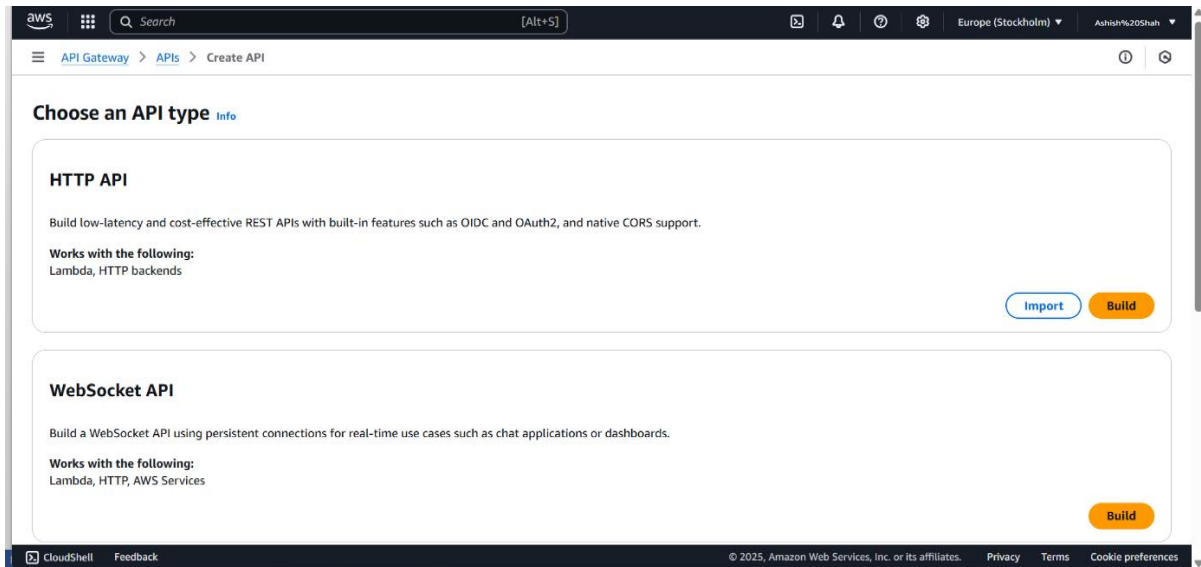 aws Search [Alt+S] Europe (Stockholm) ▼ Ashish%20Shah ▼
API Gateway > APIs > Create API
Choose an API type Info
HTTP API
Build low-latency and cost-effective REST APIs with built-in features such as OIDC and OAuth2, and native CORS support.
Works with the following:
Lambda, HTTP backends
Import Build
WebSocket API
Build a WebSocket API using persistent connections for real-time use cases such as chat applications or dashboards.
Works with the following:
Lambda, HTTP, AWS Services
Build
CloudShell Feedback © 2025, Amazon Web Services, Inc. or its affiliates. Privacy Terms Cookie preferences